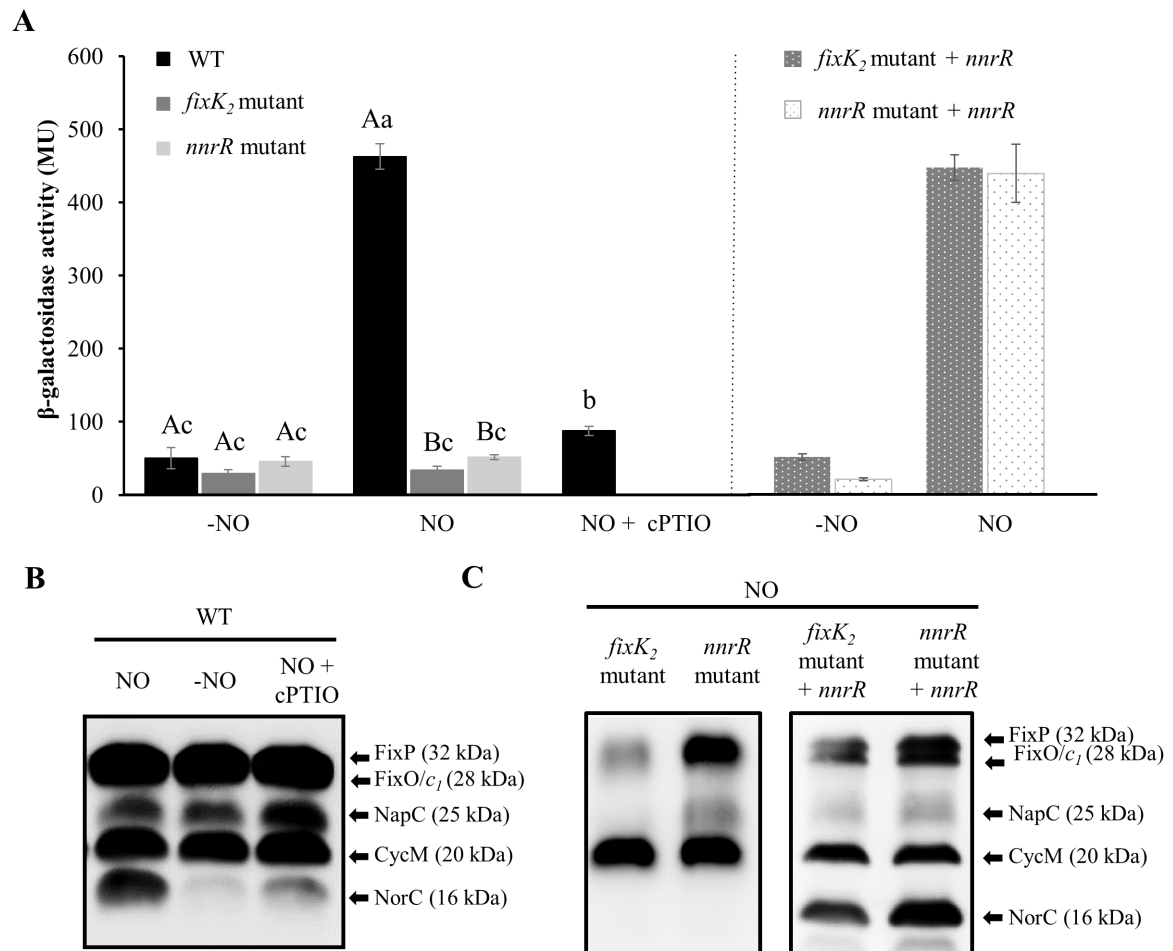 A
β-galactosidase activity (MU)
600
500
400
300
200
100
0
WT
fixK₂ mutant
nnrR mutant
fixK₂ mutant + nnrR
nnrR mutant + nnrR
Ac
Ac
Ac
Aa
Bc
Bc
b
-NO
NO
NO + cPTIO
-NO
NO
B
WT
NO
-NO
NO +
cPTIO
FixP (32 kDa)
FixO/c₁ (28 kDa)
NapC (25 kDa)
CycM (20 kDa)
NorC (16 kDa)
C
NO
fixK₂
mutant
nnrR
mutant
fixK₂
mutant
+ nnrR
nnrR
mutant
+ nnrR
FixP (32 kDa)
FixO/c₁ (28 kDa)
NapC (25 kDa)
CycM (20 kDa)
NorC (16 kDa)